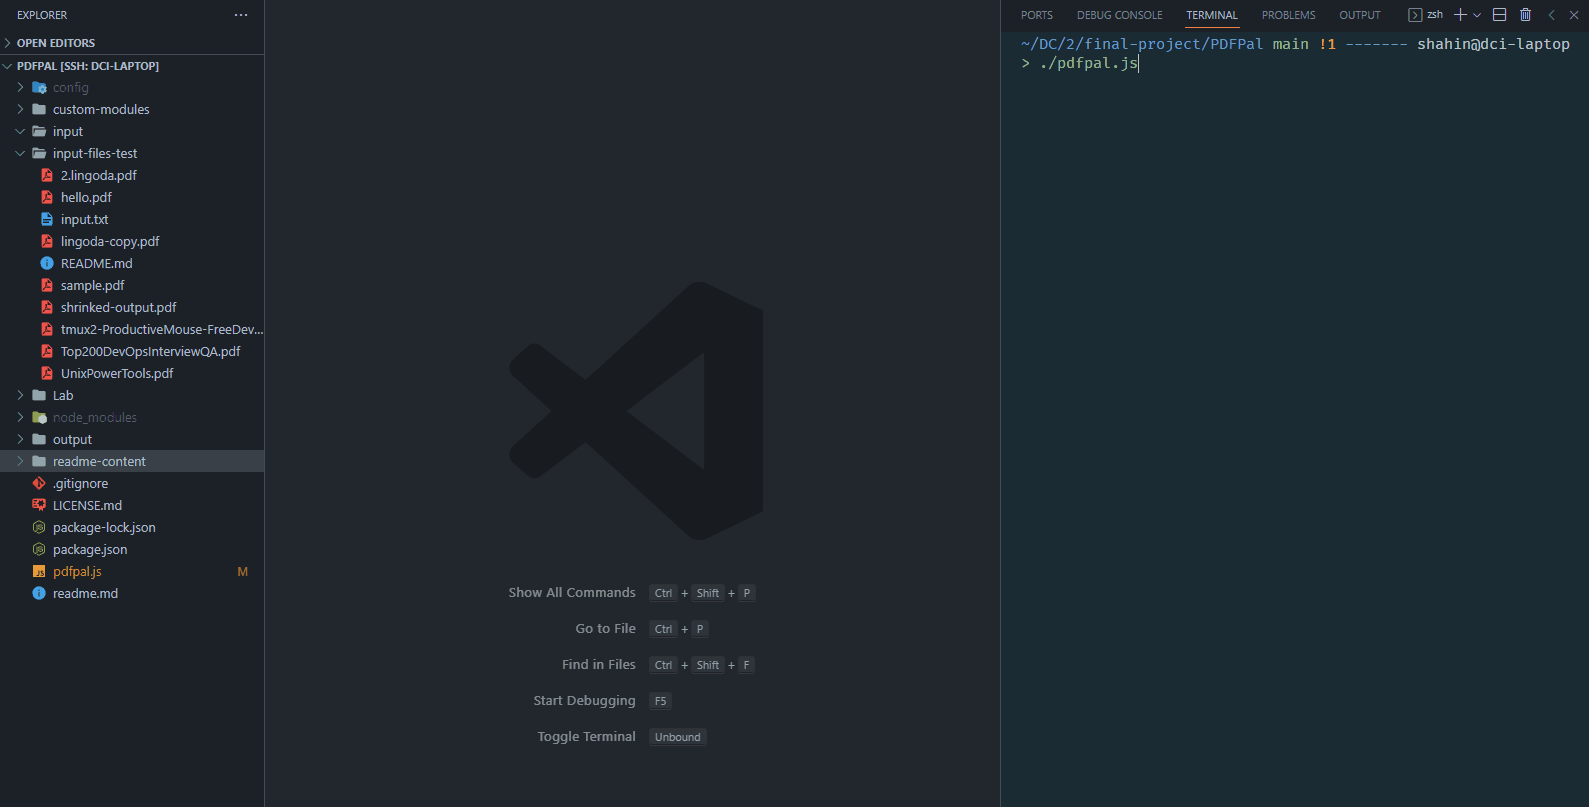 EXPLORER
OPEN EDITORS
PDFPAL [SSH: DCI-LAPTOP]
config
custom-modules
input
input-files-test
2.lingoda.pdf
hello.pdf
input.txt
lingoda-copy.pdf
README.md
sample.pdf
shrinked-output.pdf
tmux2-ProductiveMouse-FreeDev...
Top200DevOpsInterviewQA.pdf
UnixPowerTools.pdf
Lab
node_modules
output
readme-content
.gitignore
LICENSE.md
package-lock.json
package.json
pdfpal.js M
readme.md
Show All Commands Ctrl + Shift + P
Go to File Ctrl + P
Find in Files Ctrl + Shift + F
Start Debugging F5
Toggle Terminal Unbound
PORTS DEBUG CONSOLE TERMINAL PROBLEMS OUTPUT zsh
~/DC/2/final-project/PDFPal main !1 ------- shahin@dci-laptop
> ./pdfpal.js